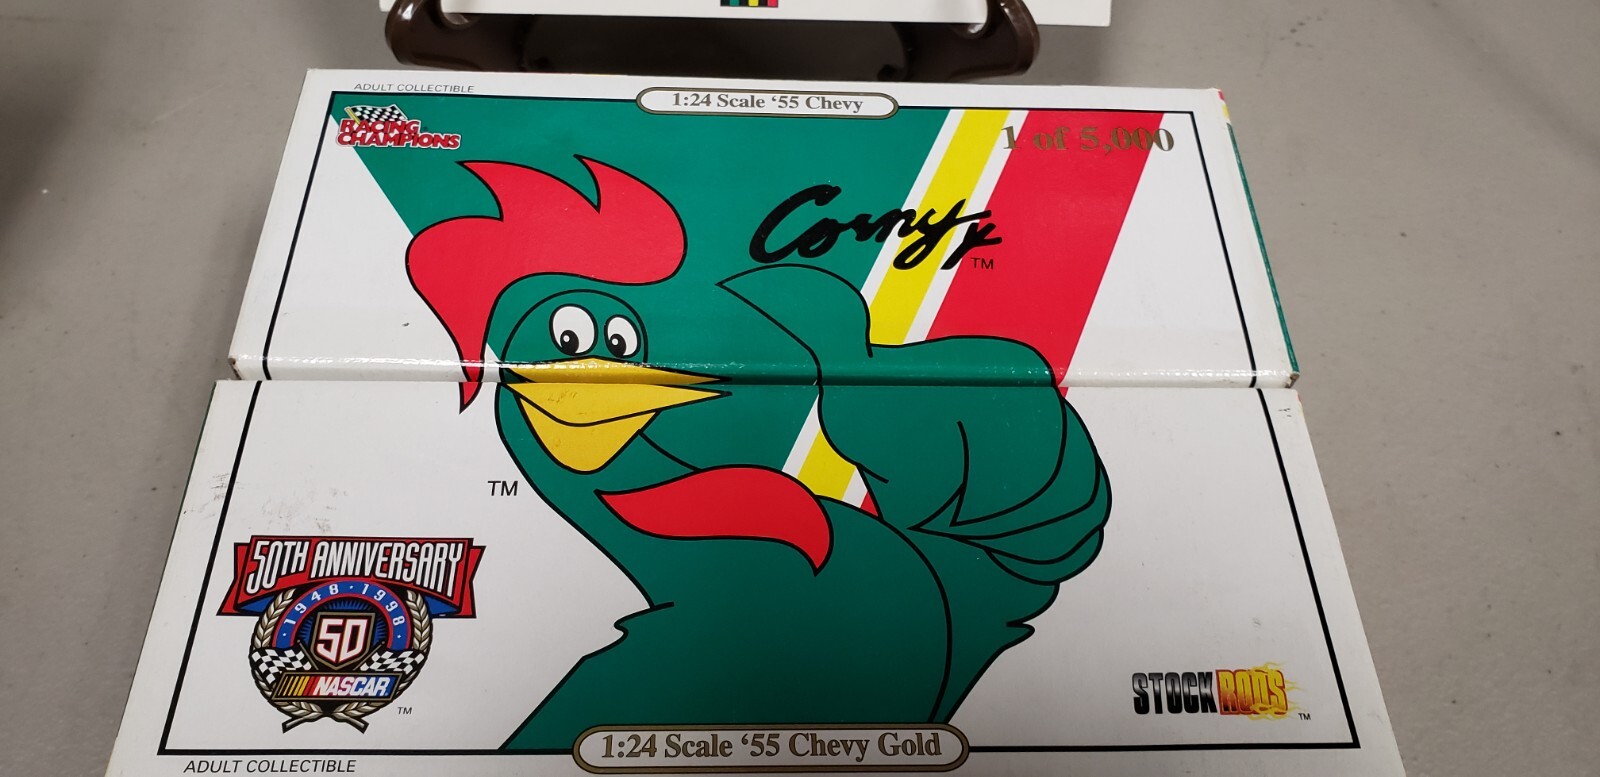 ADULT COLLECTIBLE
1:24 Scale '55 Chevy
RACING
CHAMPIONS
1 of 5,000
Corny
TM
TM
50TH ANNIVERSARY
1948 · 1998
50
NASCAR
TM
STOCK RODS
TM
1:24 Scale '55 Chevy Gold
ADULT COLLECTIBLE